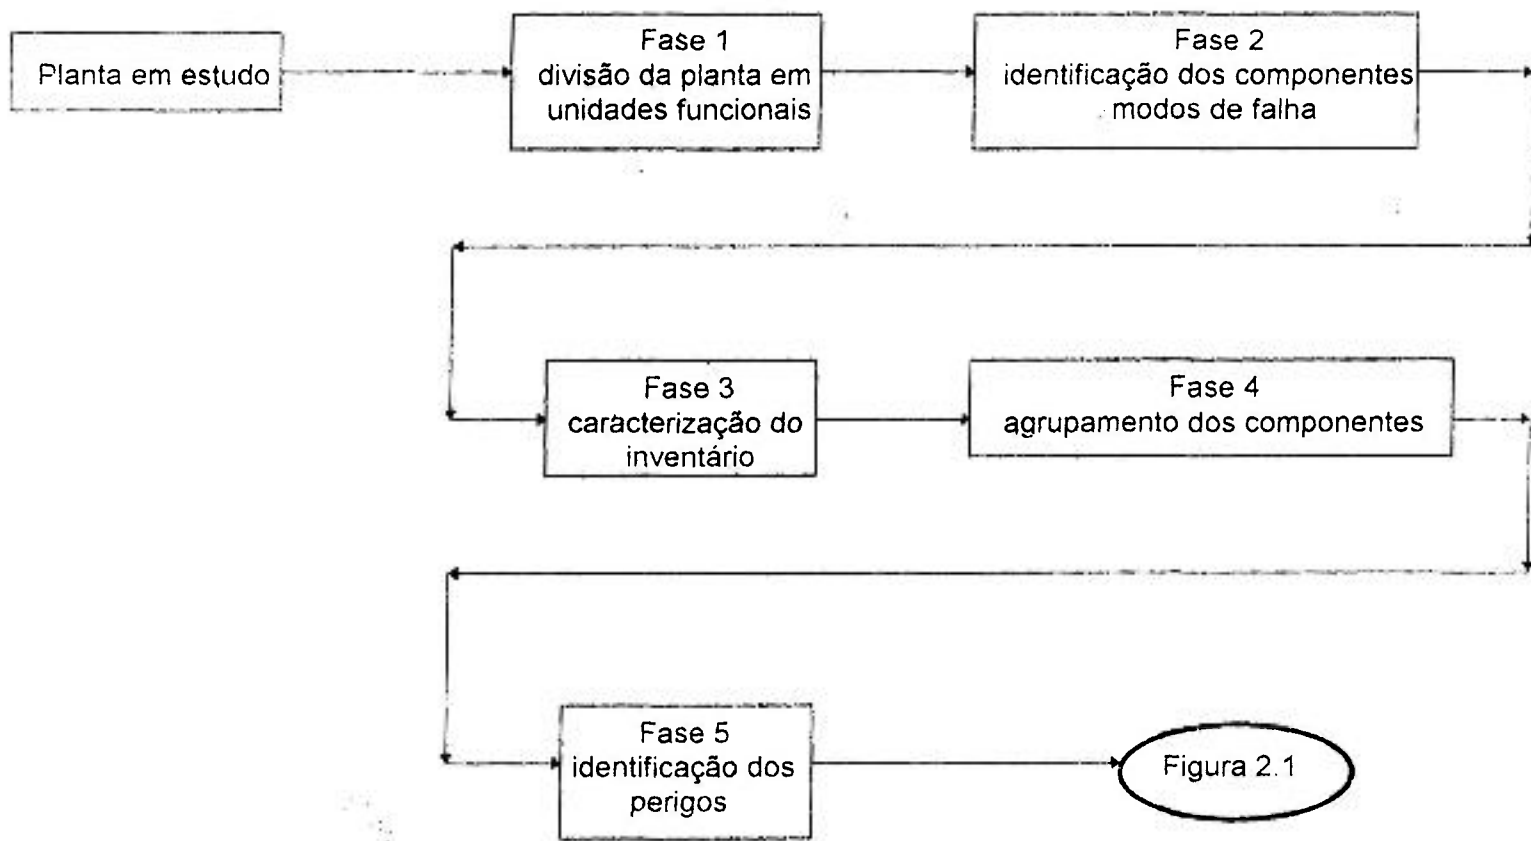 Planta em estudo
Fase 1
divisão da planta em
unidades funcionais
Fase 2
identificação dos componentes
modos de falha
Fase 3
caracterização do
inventário
Fase 4
agrupamento dos componentes
Fase 5
identificação dos
perigos
Figura 2.1